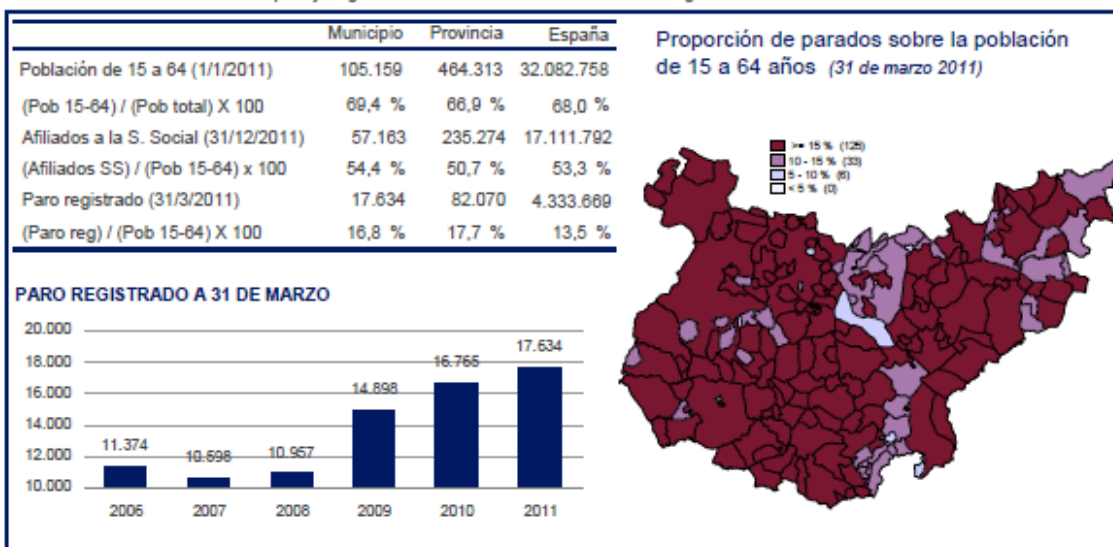 Municipio Provincia España
Población de 15 a 64 (1/1/2011) 105.159 464.313 32.082.758
(Pob 15-64) / (Pob total) X 100 69,4 % 66,9 % 68,0 %
Afiliados a la S. Social (31/12/2011) 57.163 235.274 17.111.792
(Afiliados SS) / (Pob 15-64) x 100 54,4 % 50,7 % 53,3 %
Paro registrado (31/3/2011) 17.634 82.070 4.333.669
(Paro reg) / (Pob 15-64) X 100 16,8 % 17,7 % 13,5 %
Proporción de parados sobre la población
de 15 a 64 años (31 de marzo 2011)
>= 15 % (125)
10 - 15 % (33)
5 - 10 % (6)
< 5 % (0)
PARO REGISTRADO A 31 DE MARZO
20.000
18.000
16.000
14.000
12.000
10.000
11.374
10.698
10.957
14.898
16.765
17.634
2006 2007 2008 2009 2010 2011